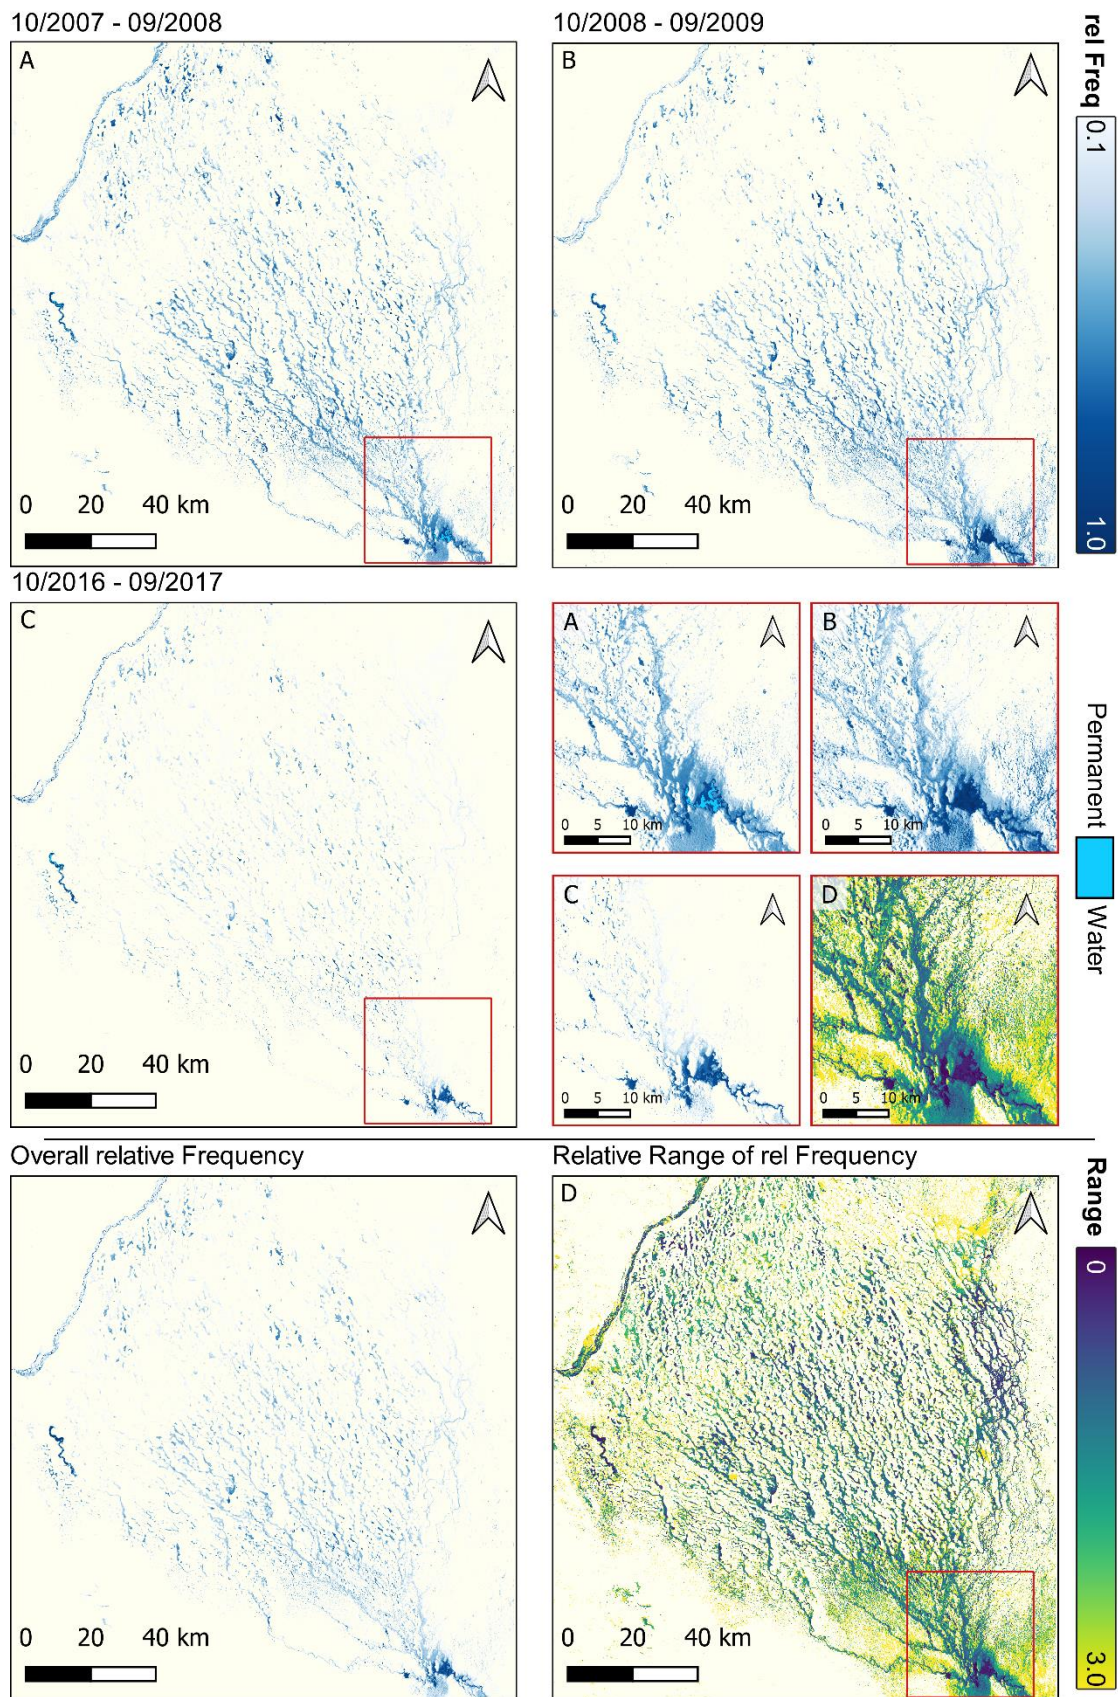 10/2007 - 09/2008
10/2008 - 09/2009
A
B
rel Freq
0.1
1.0
0 20 40 km
0 20 40 km
10/2016 - 09/2017
C
A
B
0 5 10 km
0 5 10 km
Permanent
Water
C
D
0 20 40 km
0 5 10 km
0 5 10 km
Overall relative Frequency
Relative Range of rel Frequency
D
Range
0
3.0
0 20 40 km
0 20 40 km